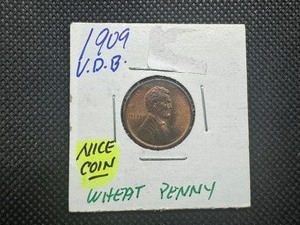 1909
V.D.B.
NICE
COIN
WHEAT PENNY